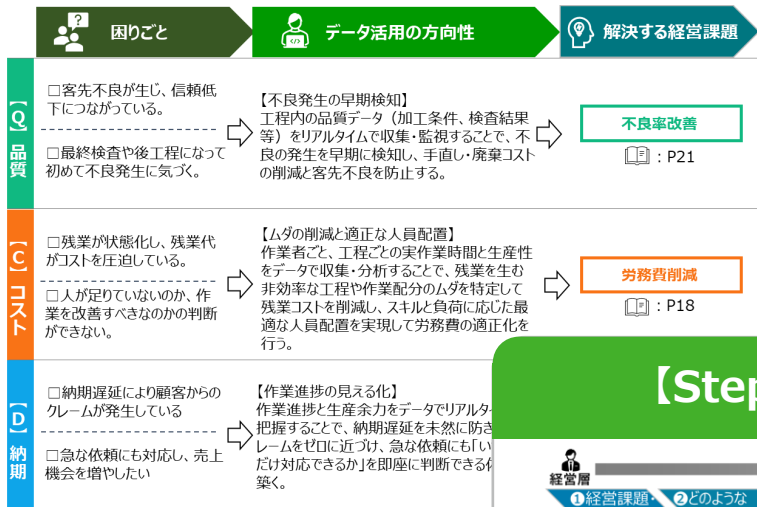 困りごと
データ活用の方向性
解決する経営課題
【Q】品質
□客先不良が生じ、信頼低
下につながっている。
□最終検査や後工程になって
初めて不良発生に気づく。
【不良発生の早期検知】
工程内の品質データ（加工条件、検査結果
等）をリアルタイムで収集・監視することで、不
良の発生を早期に検知し、手直し・廃棄コスト
の削減と客先不良を防止する。
不良率改善
：P21
【C】コスト
□残業が状態化し、残業代
がコストを圧迫している。
□人が足りていないのか、作
業を改善すべきなのかの判断
ができない。
【ムダの削減と適正な人員配置】
作業者ごと、工程ごとの実作業時間と生産性
をデータで収集・分析することで、残業を生む
非効率な工程や作業配分のムダを特定して
残業コストを削減し、スキルと負荷に応じた最
適な人員配置を実現して労務費の適正化を
行う。
労務費削減
：P18
【D】納期
□納期遅延により顧客からの
クレームが発生している
□急な依頼にも対応し、売上
機会を増やしたい
【作業進捗の見える化】
作業進捗と生産余力をデータでリアルタ
把握することで、納期遅延を未然に防き
レームをゼロに近づけ、急な依頼にも「い
だけ対応できるか」を即座に判断できる
築く。
【Step
経営層
❶経営課題・
❷どのような